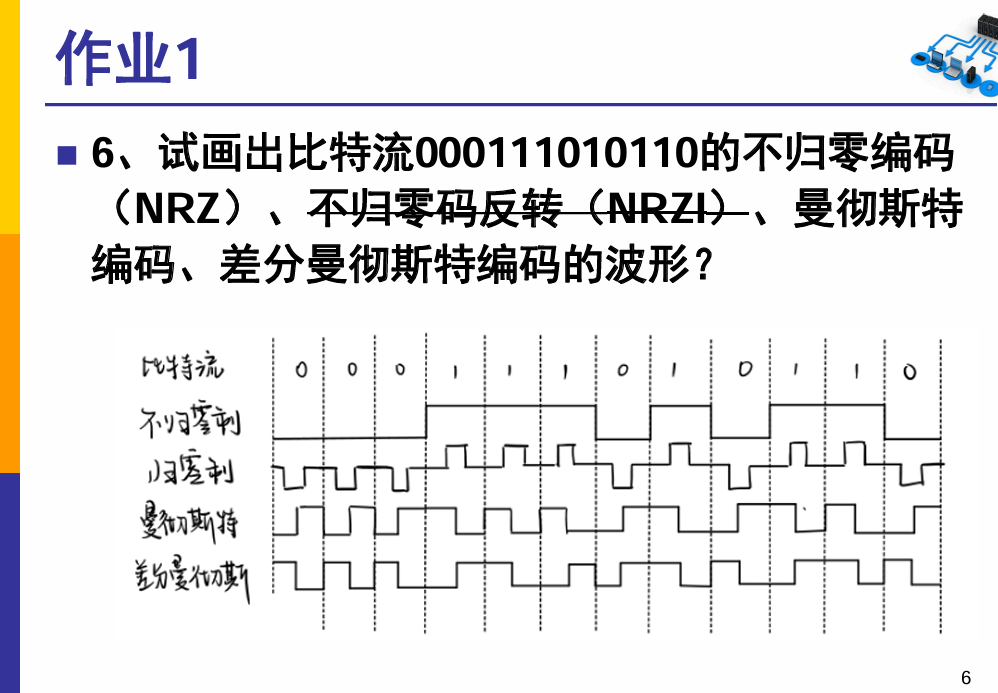 作业1
6、试画出比特流000111010110的不归零编码
（NRZ）、不归零码反转（NRZI）、曼彻斯特
编码、差分曼彻斯特编码的波形？
比特流 0 0 0 1 1 1 0 1 0 1 1 0
不归零制
归零制
曼彻斯特
差分曼彻斯
6